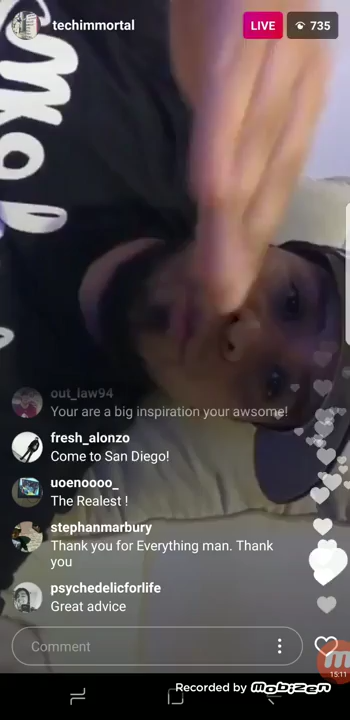 techimmortal
LIVE
735
out_law94
Your are a big inspiration your awsome!
fresh_alonzo
Come to San Diego!
uoenoooo_
The Realest !
stephanmarbury
Thank you for Everything man. Thank
you
psychedelicforlife
Great advice
Comment
15:11
Recorded by Mobizen